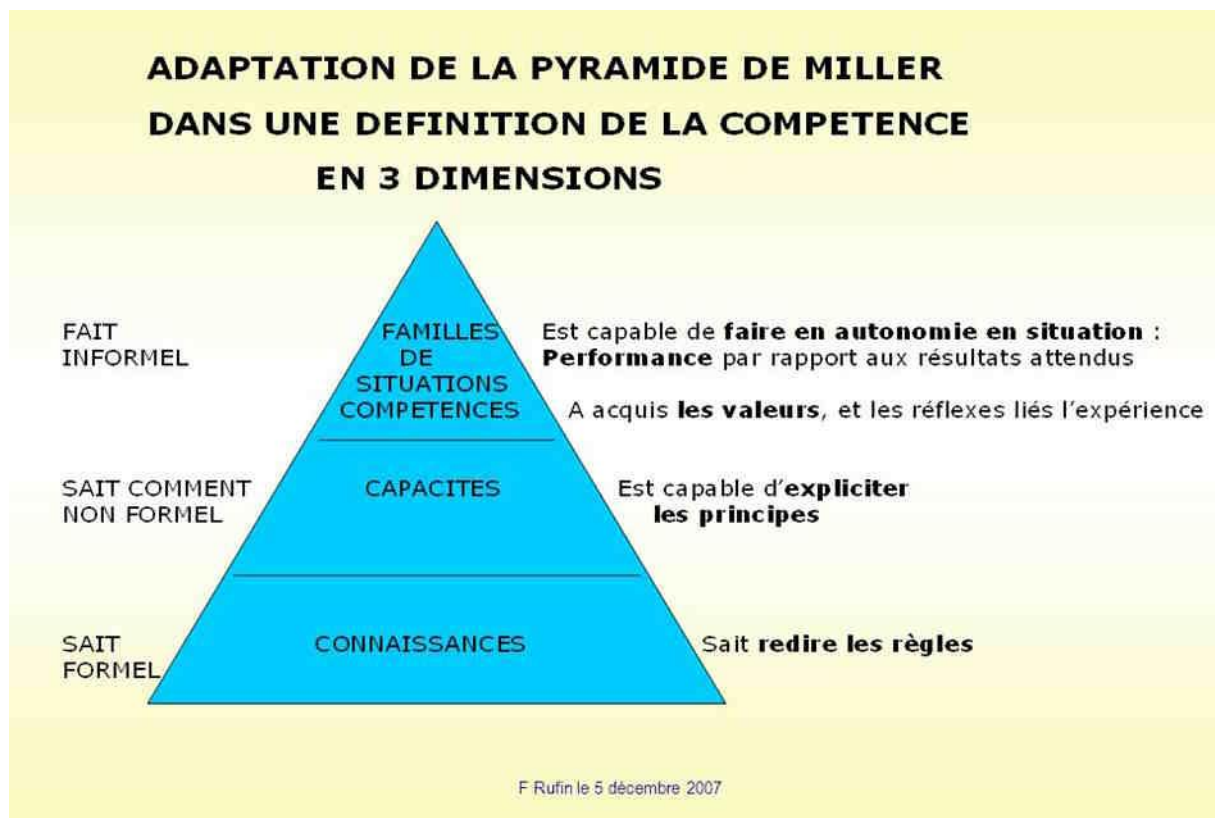 ADAPTATION DE LA PYRAMIDE DE MILLER
DANS UNE DEFINITION DE LA COMPETENCE
EN 3 DIMENSIONS
FAIT
INFORMEL
FAMILLES
DE
SITUATIONS
COMPETENCES
Est capable de faire en autonomie en situation :
Performance par rapport aux résultats attendus
A acquis les valeurs, et les réflexes liés l’expérience
SAIT COMMENT
NON FORMEL
CAPACITES
Est capable d’expliciter
les principes
SAIT
FORMEL
CONNAISSANCES
Sait redire les règles
F Rufin le 5 décembre 2007